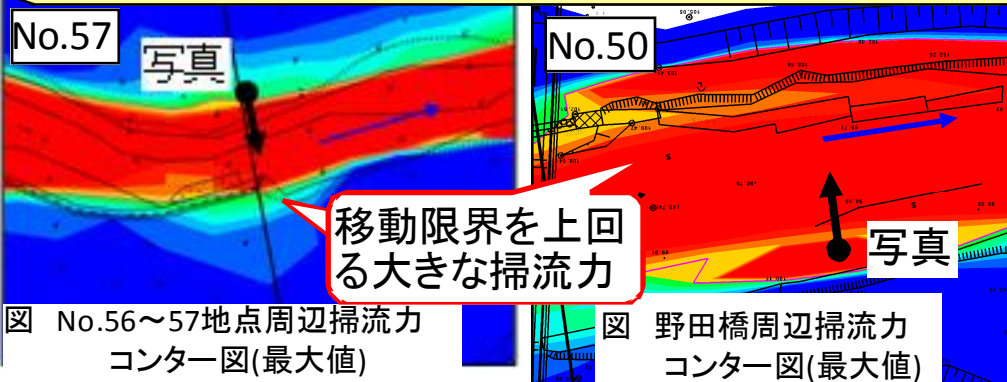 No.57
写真
No.50
写真
移動限界を上回
る大きな掃流力
図 No.56～57地点周辺掃流力
コンター図(最大値)
図 野田橋周辺掃流力
コンター図(最大値)